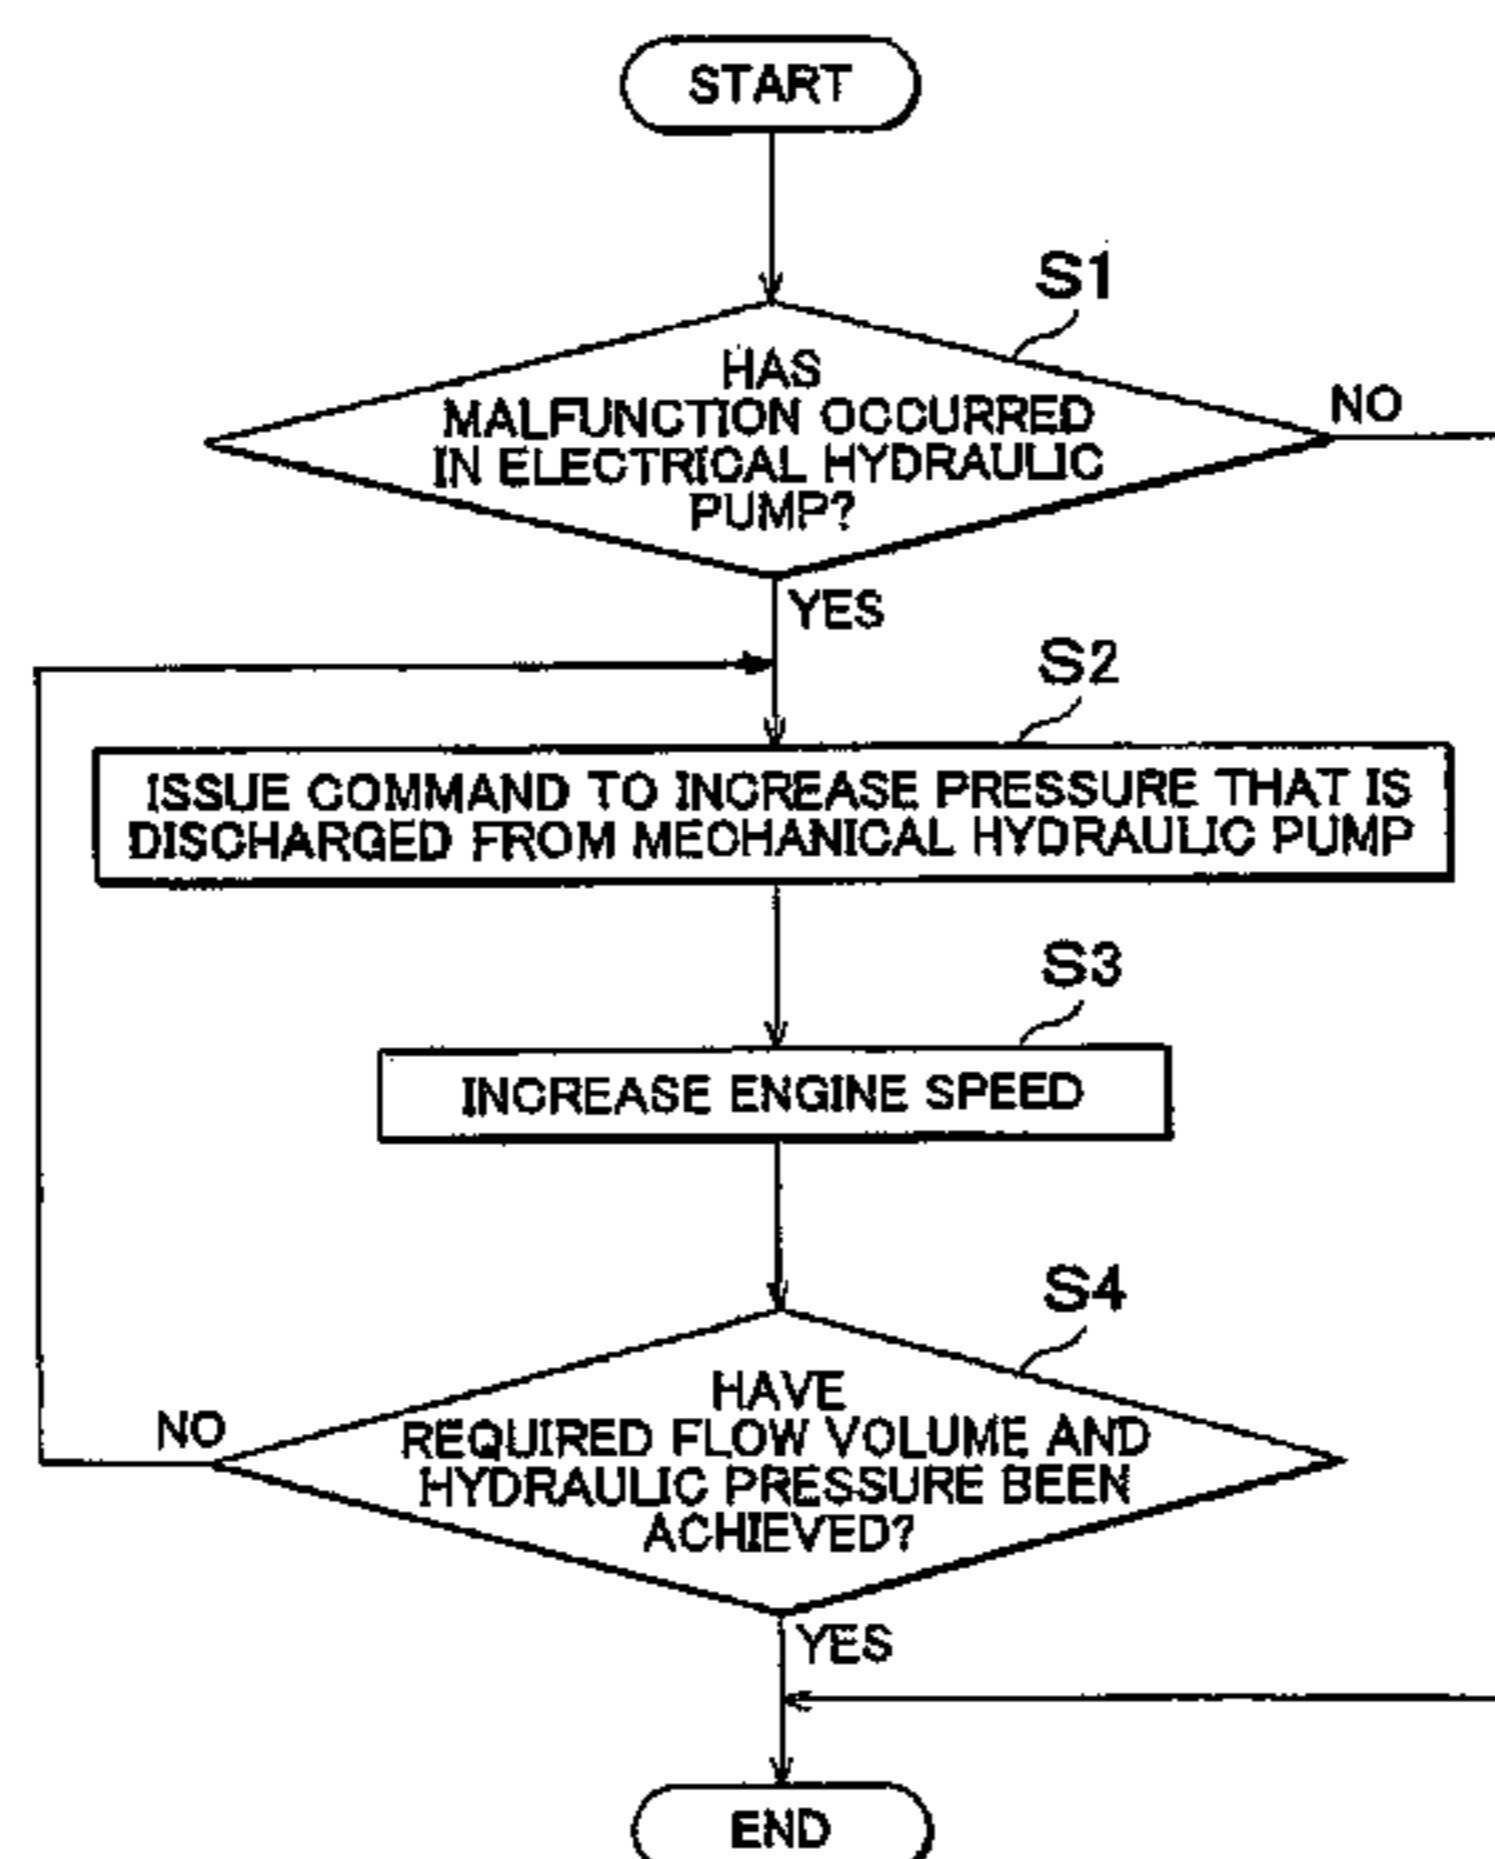 START
S1
HAS
MALFUNCTION OCCURRED
IN ELECTRICAL HYDRAULIC
PUMP?
NO
YES
S2
ISSUE COMMAND TO INCREASE PRESSURE THAT IS
DISCHARGED FROM MECHANICAL HYDRAULIC PUMP
S3
INCREASE ENGINE SPEED
S4
HAVE
REQUIRED FLOW VOLUME AND
HYDRAULIC PRESSURE BEEN
ACHIEVED?
NO
YES
END